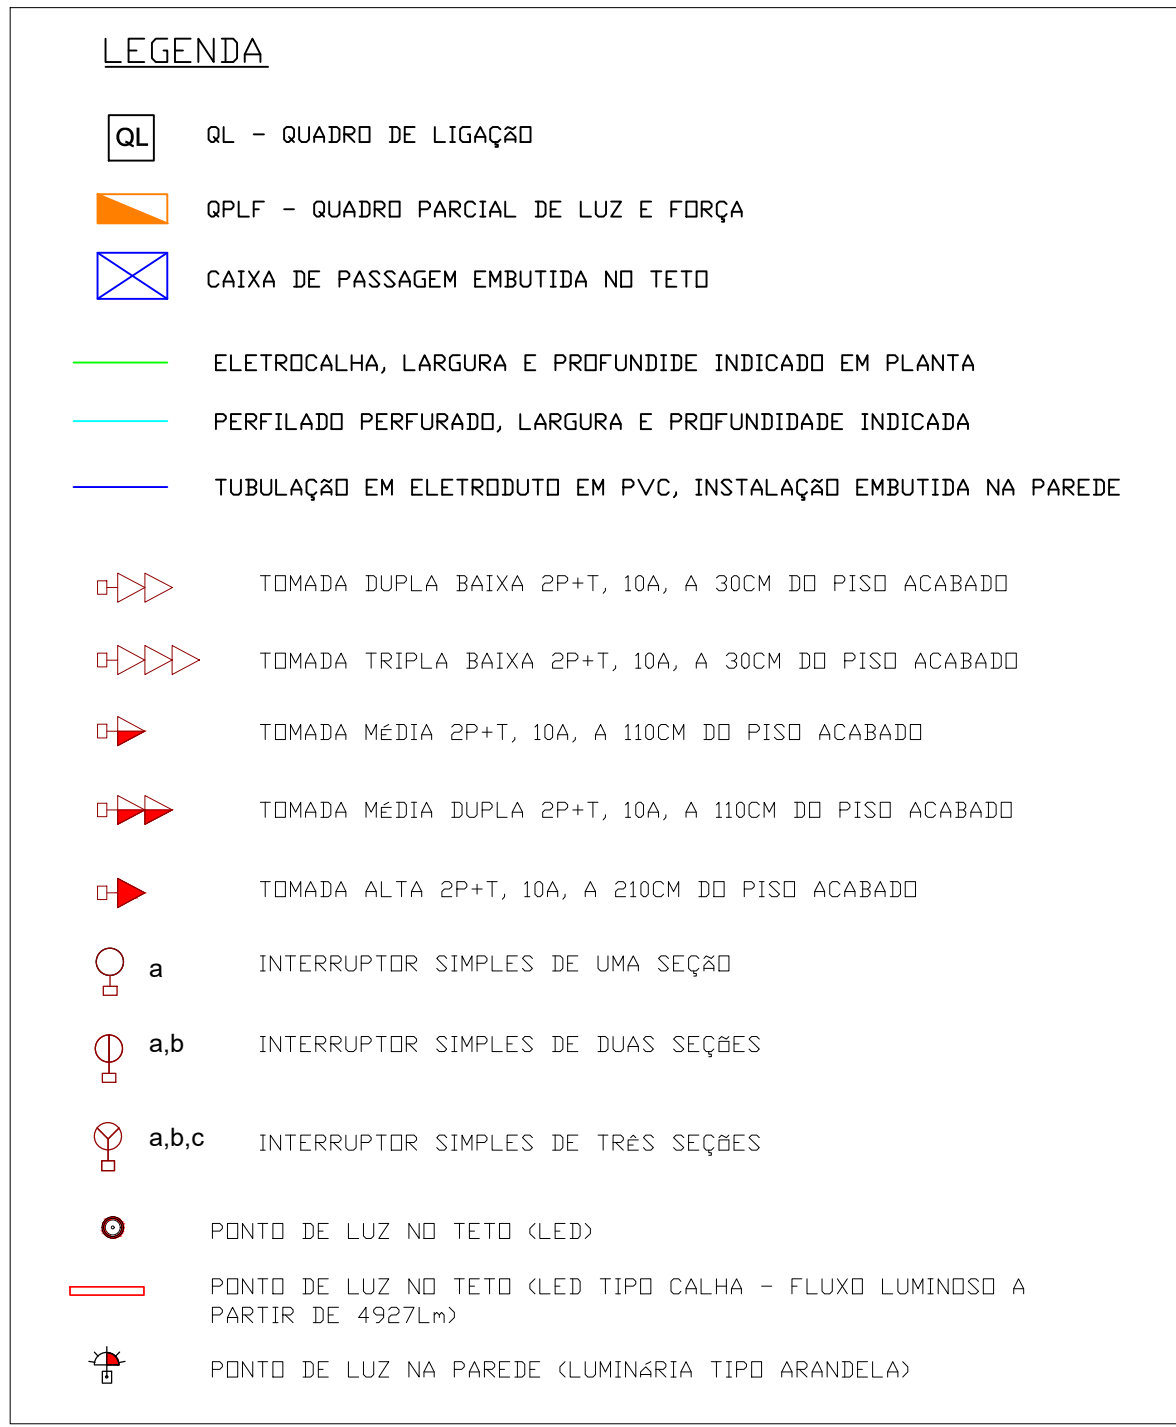 LEGENDA
QL QL - QUADRO DE LIGAÇÃO
QPLF - QUADRO PARCIAL DE LUZ E FORÇA
CAIXA DE PASSAGEM EMBUTIDA NO TETO
ELETROCALHA, LARGURA E PROFUNDIDE INDICADO EM PLANTA
PERFILADO PERFURADO, LARGURA E PROFUNDIDADE INDICADA
TUBULAÇÃO EM ELETRODUTO EM PVC, INSTALAÇÃO EMBUTIDA NA PAREDE
TOMADA DUPLA BAIXA 2P+T, 10A, A 30CM DO PISO ACABADO
TOMADA TRIPLA BAIXA 2P+T, 10A, A 30CM DO PISO ACABADO
TOMADA MÉDIA 2P+T, 10A, A 110CM DO PISO ACABADO
TOMADA MÉDIA DUPLA 2P+T, 10A, A 110CM DO PISO ACABADO
TOMADA ALTA 2P+T, 10A, A 210CM DO PISO ACABADO
a INTERRUPTOR SIMPLES DE UMA SEÇÃO
a,b INTERRUPTOR SIMPLES DE DUAS SEÇÕES
a,b,c INTERRUPTOR SIMPLES DE TRÊS SEÇÕES
PONTO DE LUZ NO TETO (LED)
PONTO DE LUZ NO TETO (LED TIPO CALHA - FLUXO LUMINOSO A
PARTIR DE 4927Lm)
PONTO DE LUZ NA PAREDE (LUMINÁRIA TIPO ARANDELA)